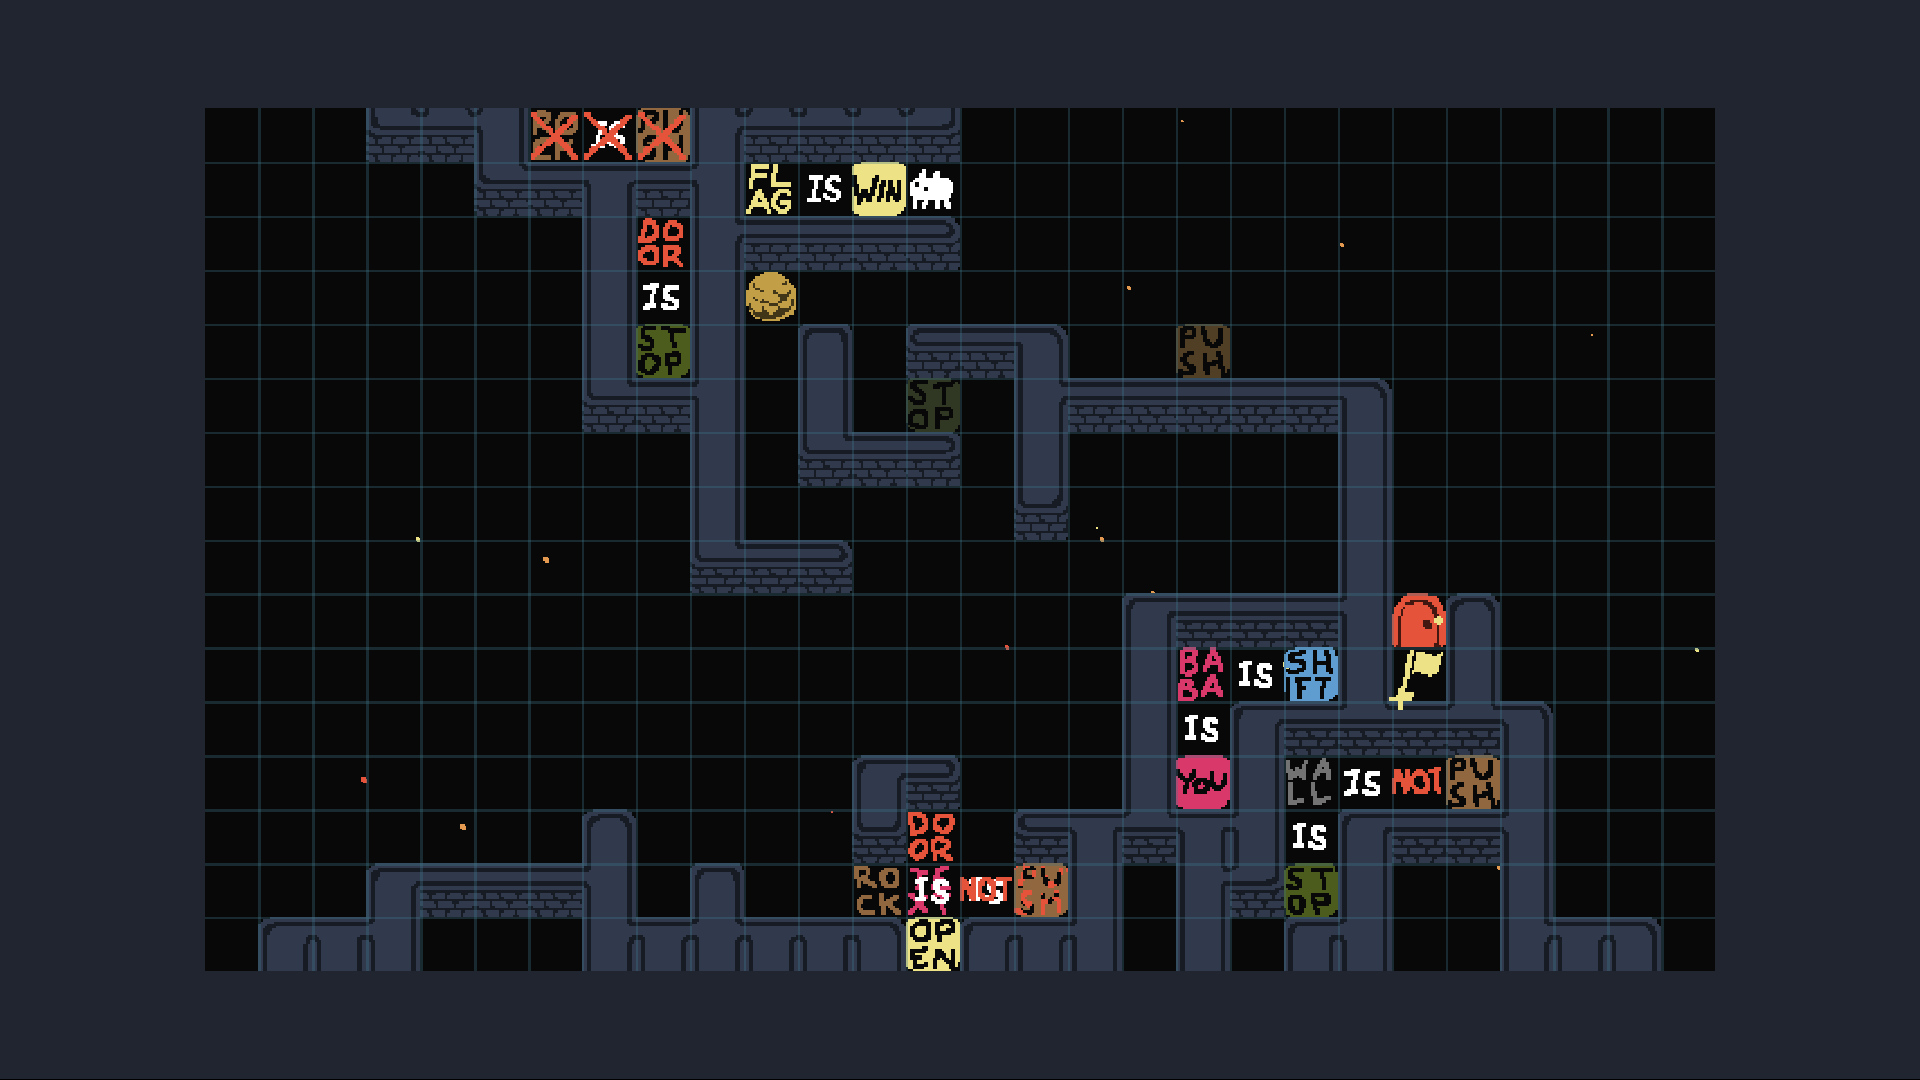 IS
FLAG IS WIN
DOOR
IS
STOP
PUSH
STOP
BABA IS SHIFT
IS
YOU
WALL IS NOT PUSH
IS
STOP
DOOR
ROCK IS NOT
OPEN